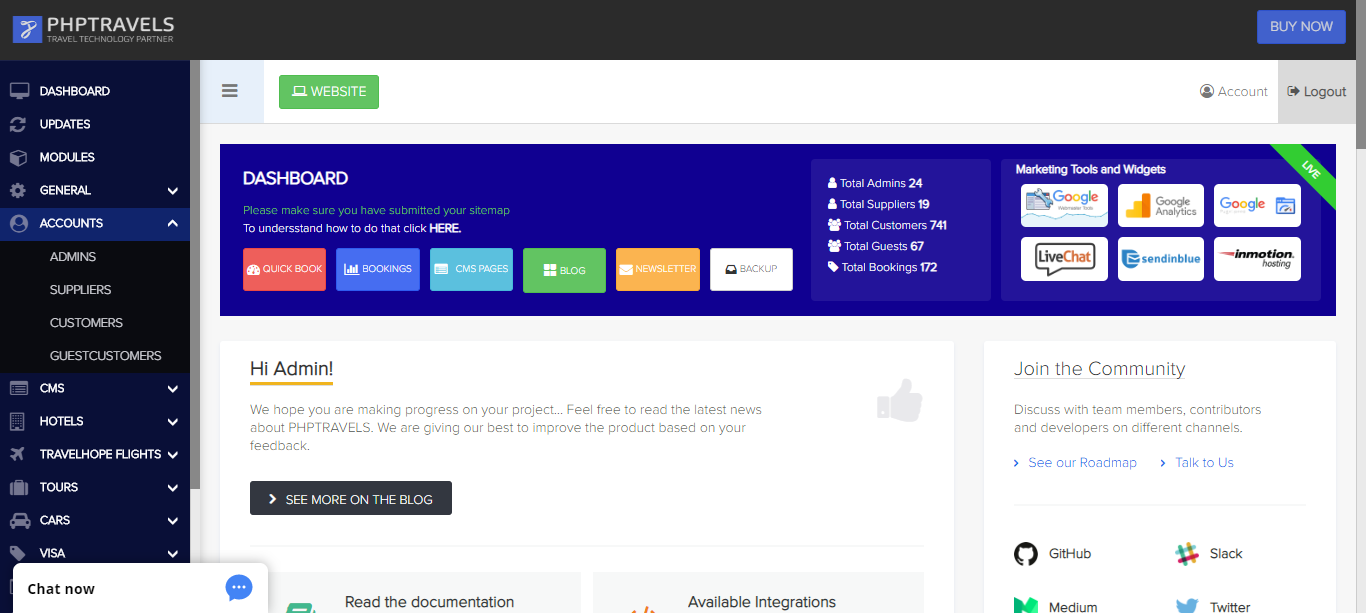 PHPTRAVELS
TRAVEL TECHNOLOGY PARTNER
BUY NOW
DASHBOARD
UPDATES
MODULES
GENERAL
ACCOUNTS
ADMINS
SUPPLIERS
CUSTOMERS
GUESTCUSTOMERS
CMS
HOTELS
TRAVELHOPE FLIGHTS
TOURS
CARS
VISA
Chat now
WEBSITE
Account
Logout
DASHBOARD
Please make sure you have submitted your sitemap
To undersstand how to do that click HERE.
QUICK BOOK
BOOKINGS
CMS PAGES
BLOG
NEWSLETTER
BACKUP
Total Admins 24
Total Suppliers 19
Total Customers 741
Total Guests 67
Total Bookings 172
Marketing Tools and Widgets
LIVE
Google
Webmaster Tools
Google
Analytics
Google
LiveChat
sendinblue
inmotion
hosting
Hi Admin!
We hope you are making progress on your project... Feel free to read the latest news
about PHPTRAVELS. We are giving our best to improve the product based on your
feedback.
SEE MORE ON THE BLOG
Read the documentation
Available Integrations
Join the Community
Discuss with team members, contributors
and developers on different channels.
See our Roadmap
Talk to Us
GitHub
Slack
Medium
Twitter